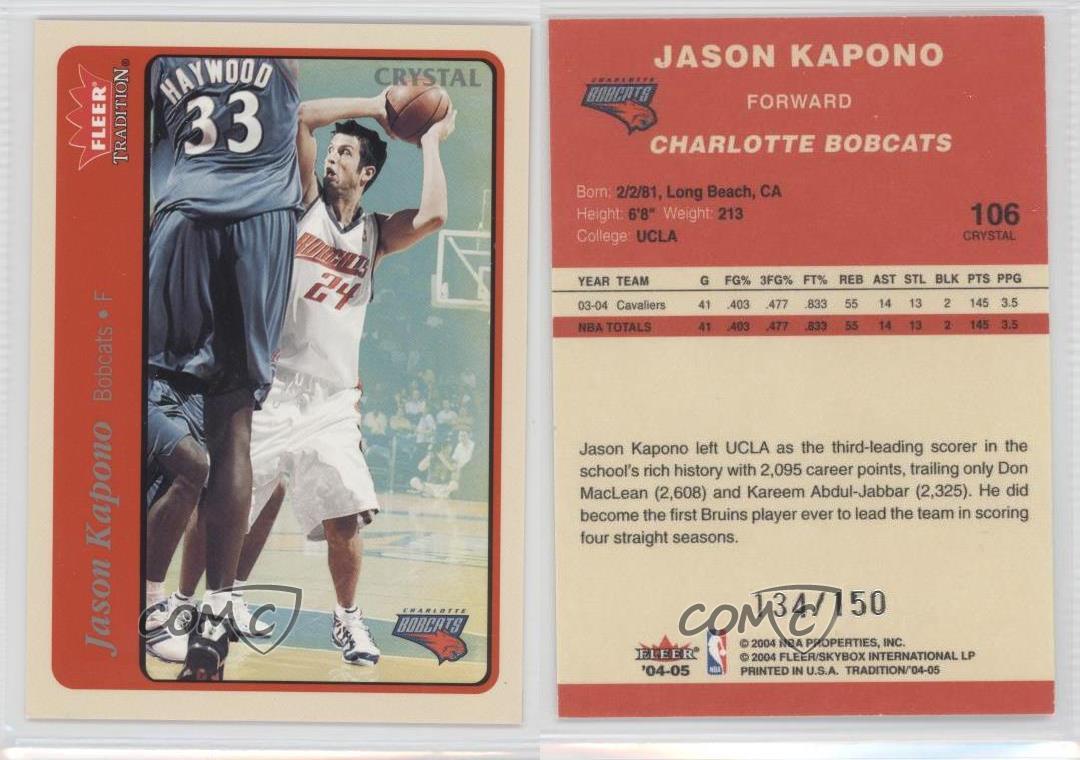 FLEER®
TRADITION®
Jason Kapono Bobcats • F
CRYSTAL
HAYWOOD
33
BOBCATS
24
CHARLOTTE
BOBCATS
COMC
JASON KAPONO
CHARLOTTE
BOBCATS
FORWARD
CHARLOTTE BOBCATS
Born: 2/2/81, Long Beach, CA
Height: 6'8" Weight: 213
College: UCLA
106
CRYSTAL
YEAR TEAM G FG% 3FG% FT% REB AST STL BLK PTS PPG
03-04 Cavaliers 41 .403 .477 .833 55 14 13 2 145 3.5
NBA TOTALS 41 .403 .477 .833 55 14 13 2 145 3.5
Jason Kapono left UCLA as the third-leading scorer in the
school's rich history with 2,095 career points, trailing only Don
MacLean (2,608) and Kareem Abdul-Jabbar (2,325). He did
become the first Bruins player ever to lead the team in scoring
four straight seasons.
134/150
COMC
FLEER®
'04-05
NBA
© 2004 NBA PROPERTIES, INC.
© 2004 FLEER/SKYBOX INTERNATIONAL LP
PRINTED IN U.S.A. TRADITION/'04-05